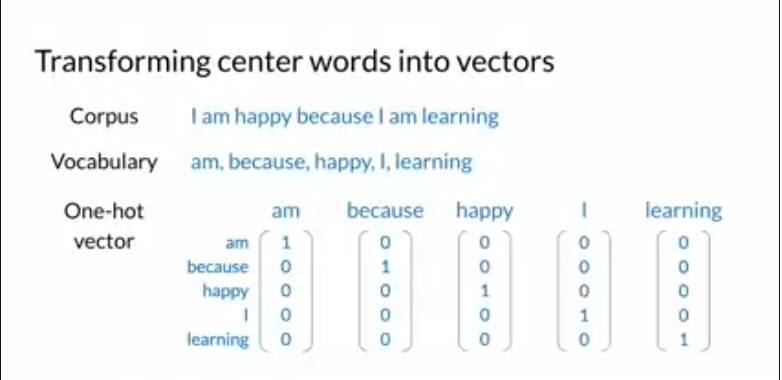 Transforming center words into vectors
Corpus I am happy because I am learning
Vocabulary am, because, happy, I, learning
One-hot vector
am because happy I learning
am 1 0 0 0 0
because 0 1 0 0 0
happy 0 0 1 0 0
I 0 0 0 1 0
learning 0 0 0 0 1